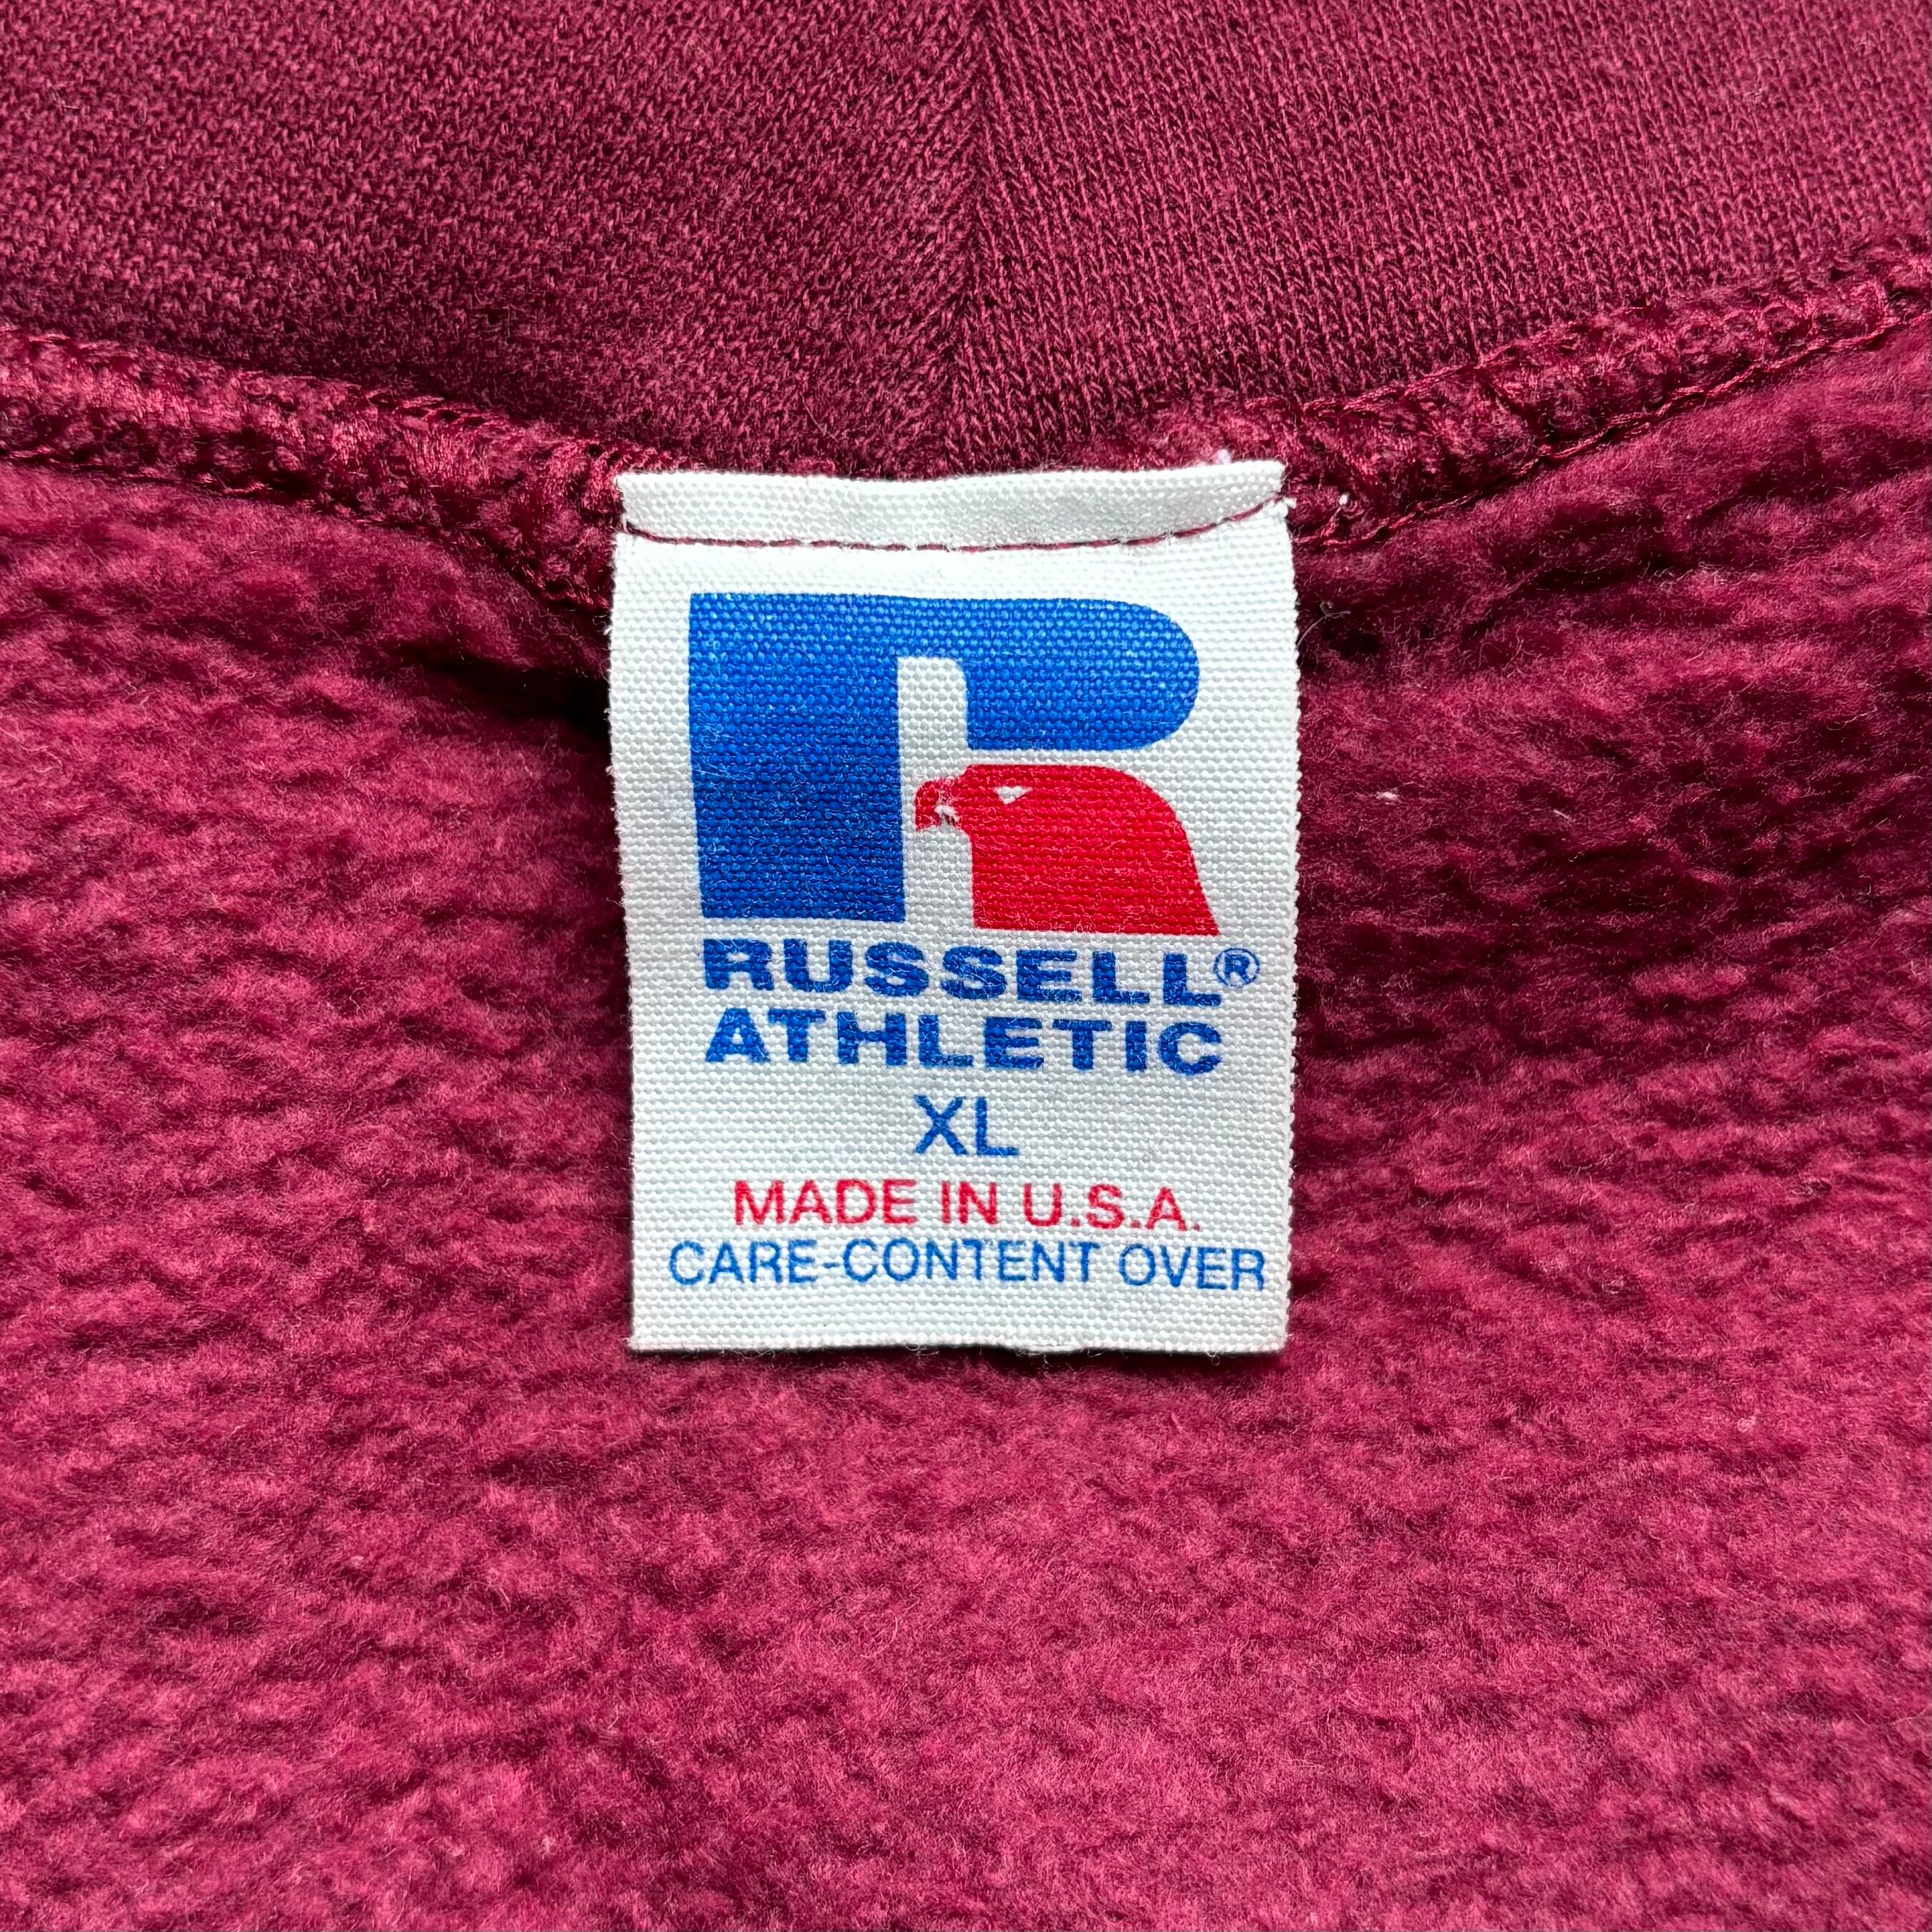 RUSSELL®
ATHLETIC
XL
MADE IN U.S.A.
CARE-CONTENT OVER